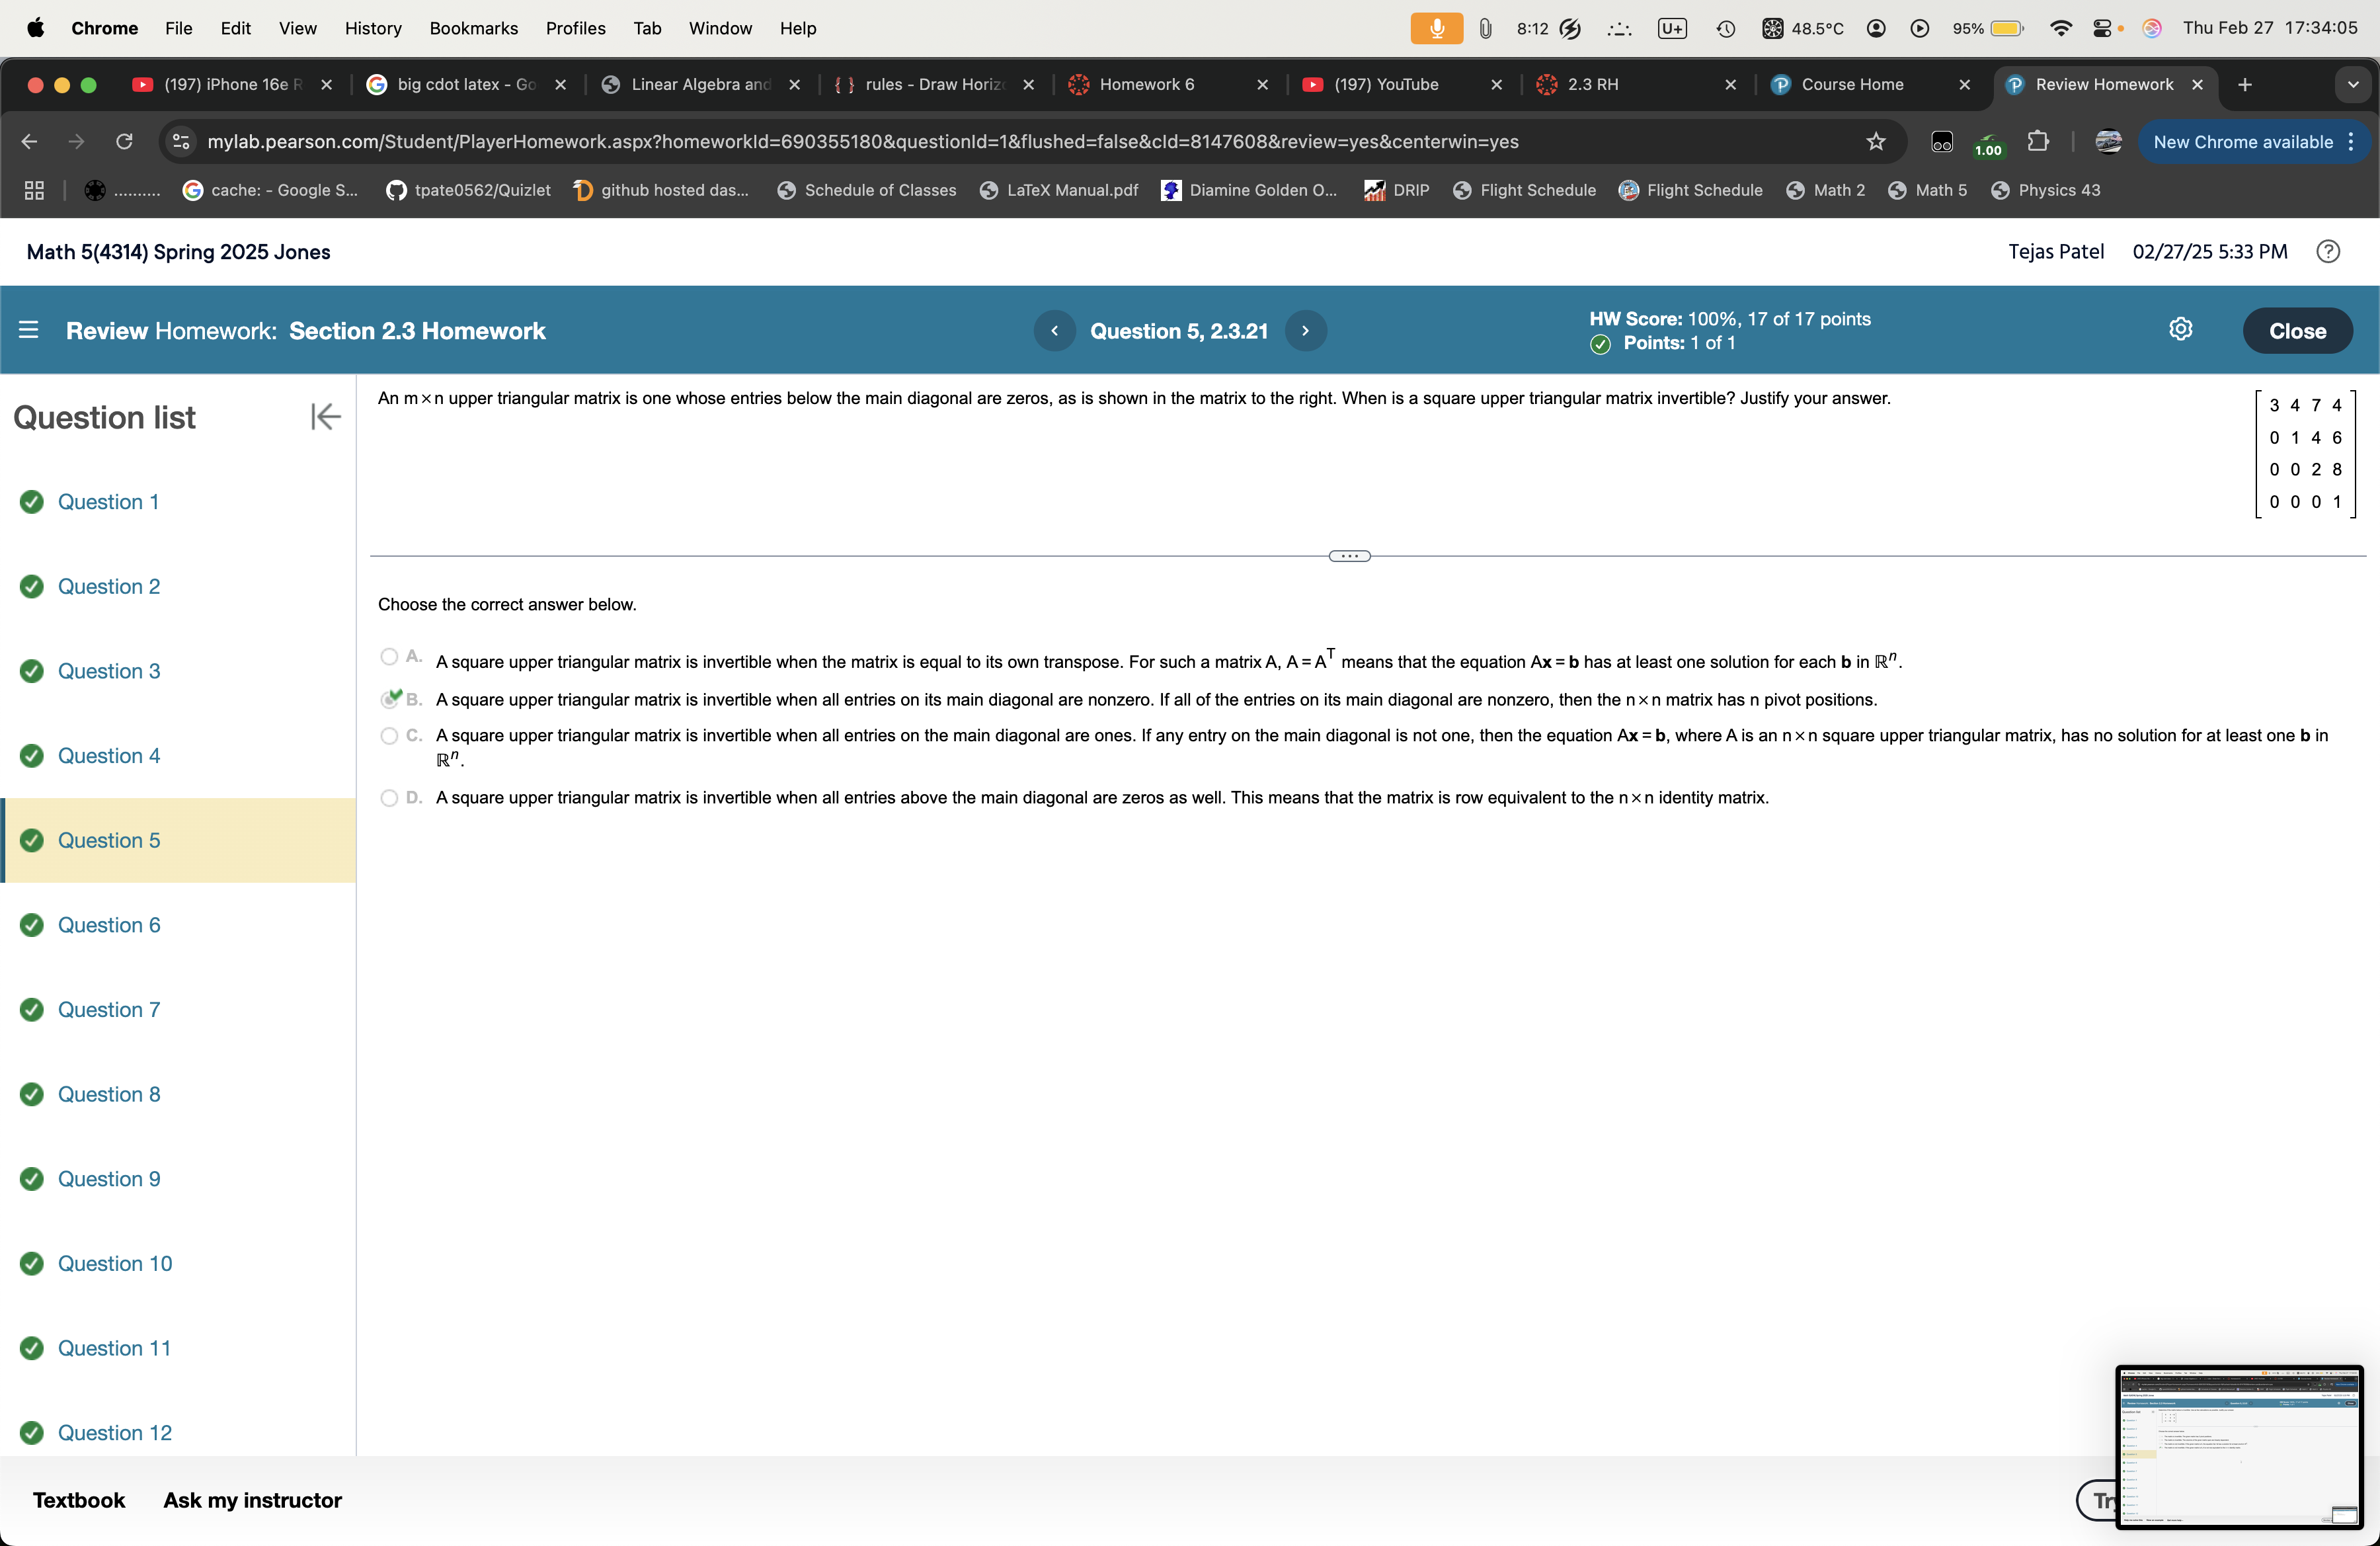 Chrome File Edit View History Bookmarks Profiles Tab Window Help 8:12 U+ 48.5°C 95% Thu Feb 27 17:34:05
(197) iPhone 16e R big cdot latex - Go Linear Algebra and { } rules - Draw Horizo Homework 6 (197) YouTube 2.3 RH Course Home Review Homework
mylab.pearson.com/Student/PlayerHomework.aspx?homeworkId=690355180&questionId=1&flushed=false&cId=8147608&review=yes&centerwin=yes 1.00 New Chrome available
.......... cache: - Google S... tpate0562/Quizlet github hosted das... Schedule of Classes LaTeX Manual.pdf Diamine Golden O... DRIP Flight Schedule Flight Schedule Math 2 Math 5 Physics 43
Math 5(4314) Spring 2025 Jones Tejas Patel 02/27/25 5:33 PM ?
Review Homework: Section 2.3 Homework Question 5, 2.3.21 HW Score: 100%, 17 of 17 points
Points: 1 of 1
Close
Question list
Question 1
Question 2
Question 3
Question 4
Question 5
Question 6
Question 7
Question 8
Question 9
Question 10
Question 11
Question 12
An m×n upper triangular matrix is one whose entries below the main diagonal are zeros, as is shown in the matrix to the right. When is a square upper triangular matrix invertible? Justify your answer.
3 4 7 4
0 1 4 6
0 0 2 8
0 0 0 1
Choose the correct answer below.
A. A square upper triangular matrix is invertible when the matrix is equal to its own transpose. For such a matrix A, A = Aᵀ means that the equation Ax = b has at least one solution for each b in ℝⁿ.
B. A square upper triangular matrix is invertible when all entries on its main diagonal are nonzero. If all of the entries on its main diagonal are nonzero, then the n×n matrix has n pivot positions.
C. A square upper triangular matrix is invertible when all entries on the main diagonal are ones. If any entry on the main diagonal is not one, then the equation Ax = b, where A is an n×n square upper triangular matrix, has no solution for at least one b in
ℝⁿ.
D. A square upper triangular matrix is invertible when all entries above the main diagonal are zeros as well. This means that the matrix is row equivalent to the n×n identity matrix.
Textbook Ask my instructor